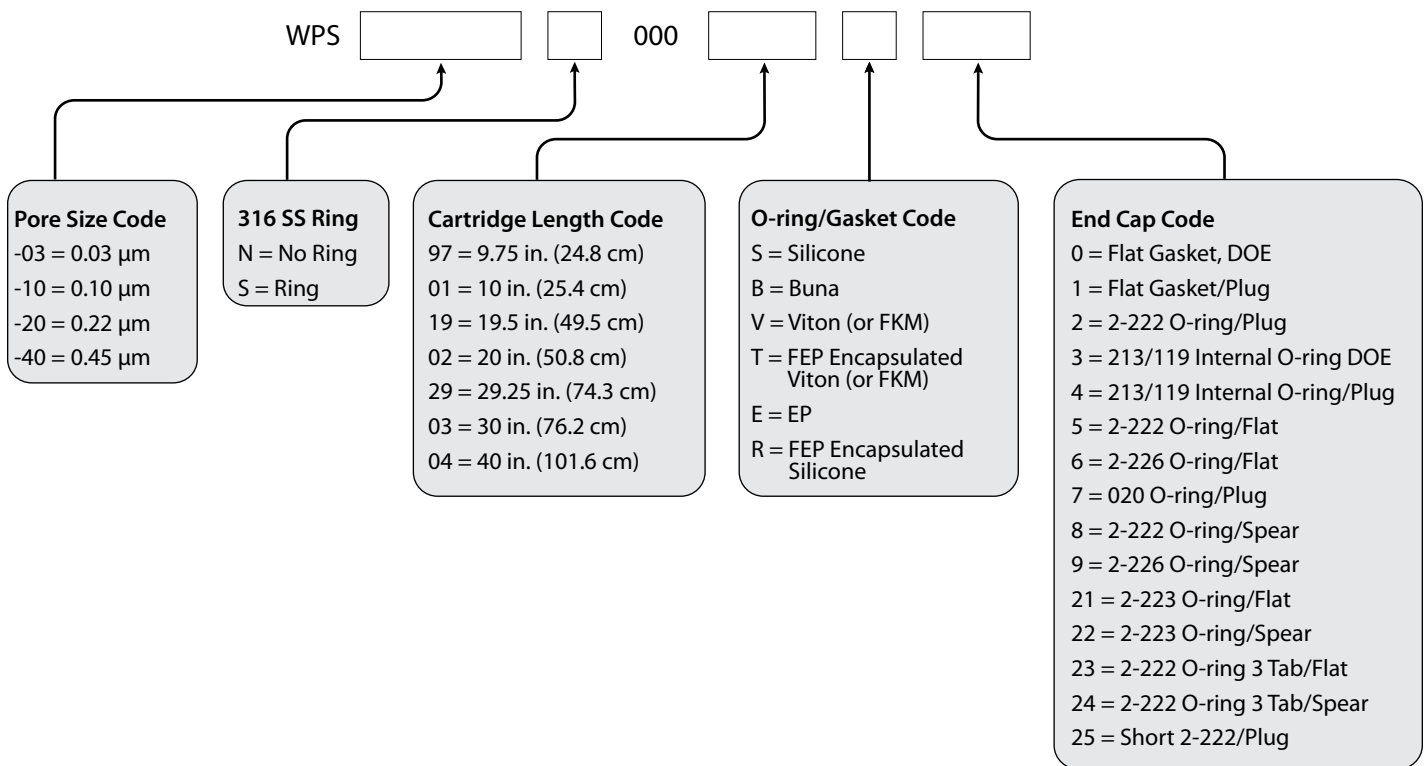 WPS 000
Pore Size Code
-03 = 0.03 µm
-10 = 0.10 µm
-20 = 0.22 µm
-40 = 0.45 µm
316 SS Ring
N = No Ring
S = Ring
Cartridge Length Code
97 = 9.75 in. (24.8 cm)
01 = 10 in. (25.4 cm)
19 = 19.5 in. (49.5 cm)
02 = 20 in. (50.8 cm)
29 = 29.25 in. (74.3 cm)
03 = 30 in. (76.2 cm)
04 = 40 in. (101.6 cm)
O-ring/Gasket Code
S = Silicone
B = Buna
V = Viton (or FKM)
T = FEP Encapsulated
Viton (or FKM)
E = EP
R = FEP Encapsulated
Silicone
End Cap Code
0 = Flat Gasket, DOE
1 = Flat Gasket/Plug
2 = 2-222 O-ring/Plug
3 = 213/119 Internal O-ring DOE
4 = 213/119 Internal O-ring/Plug
5 = 2-222 O-ring/Flat
6 = 2-226 O-ring/Flat
7 = 020 O-ring/Plug
8 = 2-222 O-ring/Spear
9 = 2-226 O-ring/Spear
21 = 2-223 O-ring/Flat
22 = 2-223 O-ring/Spear
23 = 2-222 O-ring 3 Tab/Flat
24 = 2-222 O-ring 3 Tab/Spear
25 = Short 2-222/Plug